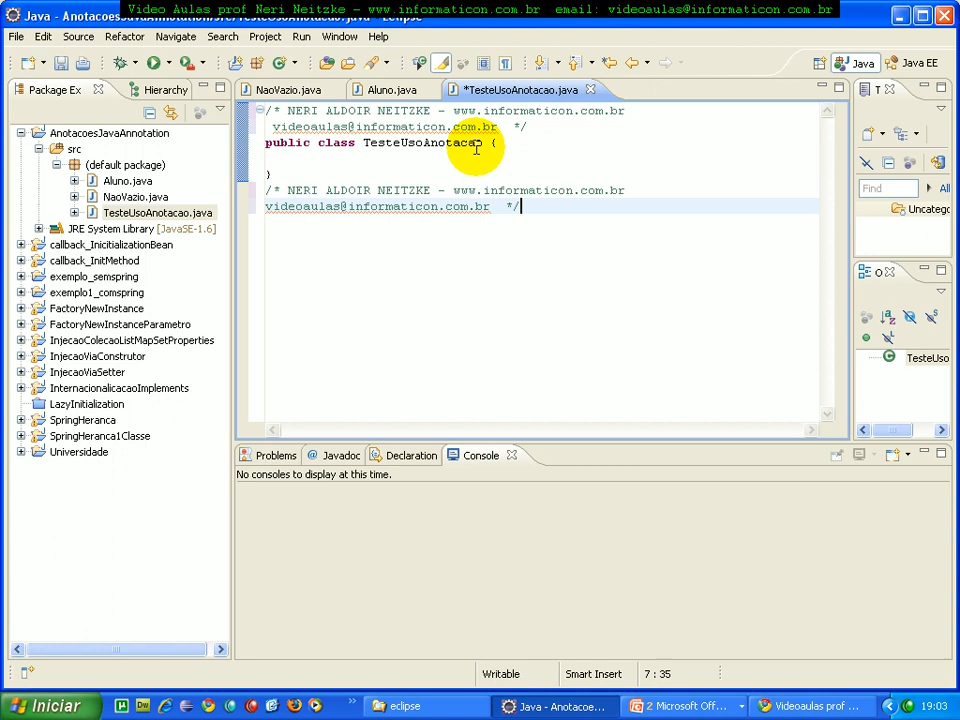 Video Aulas prof Neri Neitzke - www.informaticon.com.br email: videoaulas@informaticon.com.br
Java - AnotacoesJavaAnnotation/src/TesteUsoAnotacao.java - Eclipse
File Edit Source Refactor Navigate Search Project Run Window Help
Java Java EE
Package Ex Hierarchy
NaoVazio.java Aluno.java *TesteUsoAnotacao.java
T
AnotacoesJavaAnnotation
src
(default package)
Aluno.java
NaoVazio.java
TesteUsoAnotacao.java
JRE System Library [JavaSE-1.6]
callback_InicitializationBean
callback_InitMethod
exemplo_semspring
exemplo1_comspring
FactoryNewInstance
FactoryNewInstanceParametro
InjecaoColecaoListMapSetProperties
InjecaoViaConstrutor
InjecaoViaSetter
InternacionalicacaoImplements
LazyInitialization
SpringHeranca
SpringHeranca1Classe
Universidade
/* NERI ALDOIR NEITZKE - www.informaticon.com.br
videoaulas@informaticon.com.br */
public class TesteUsoAnotacao {
}
/* NERI ALDOIR NEITZKE - www.informaticon.com.br
videoaulas@informaticon.com.br */
Find All
Uncatego
O
TesteUso
Problems @ Javadoc Declaration Console
No consoles to display at this time.
Writable Smart Insert 7 : 35
Iniciar eclipse Java - Anotacoe... 2 Microsoft Off... Videoaulas prof ... 19:03